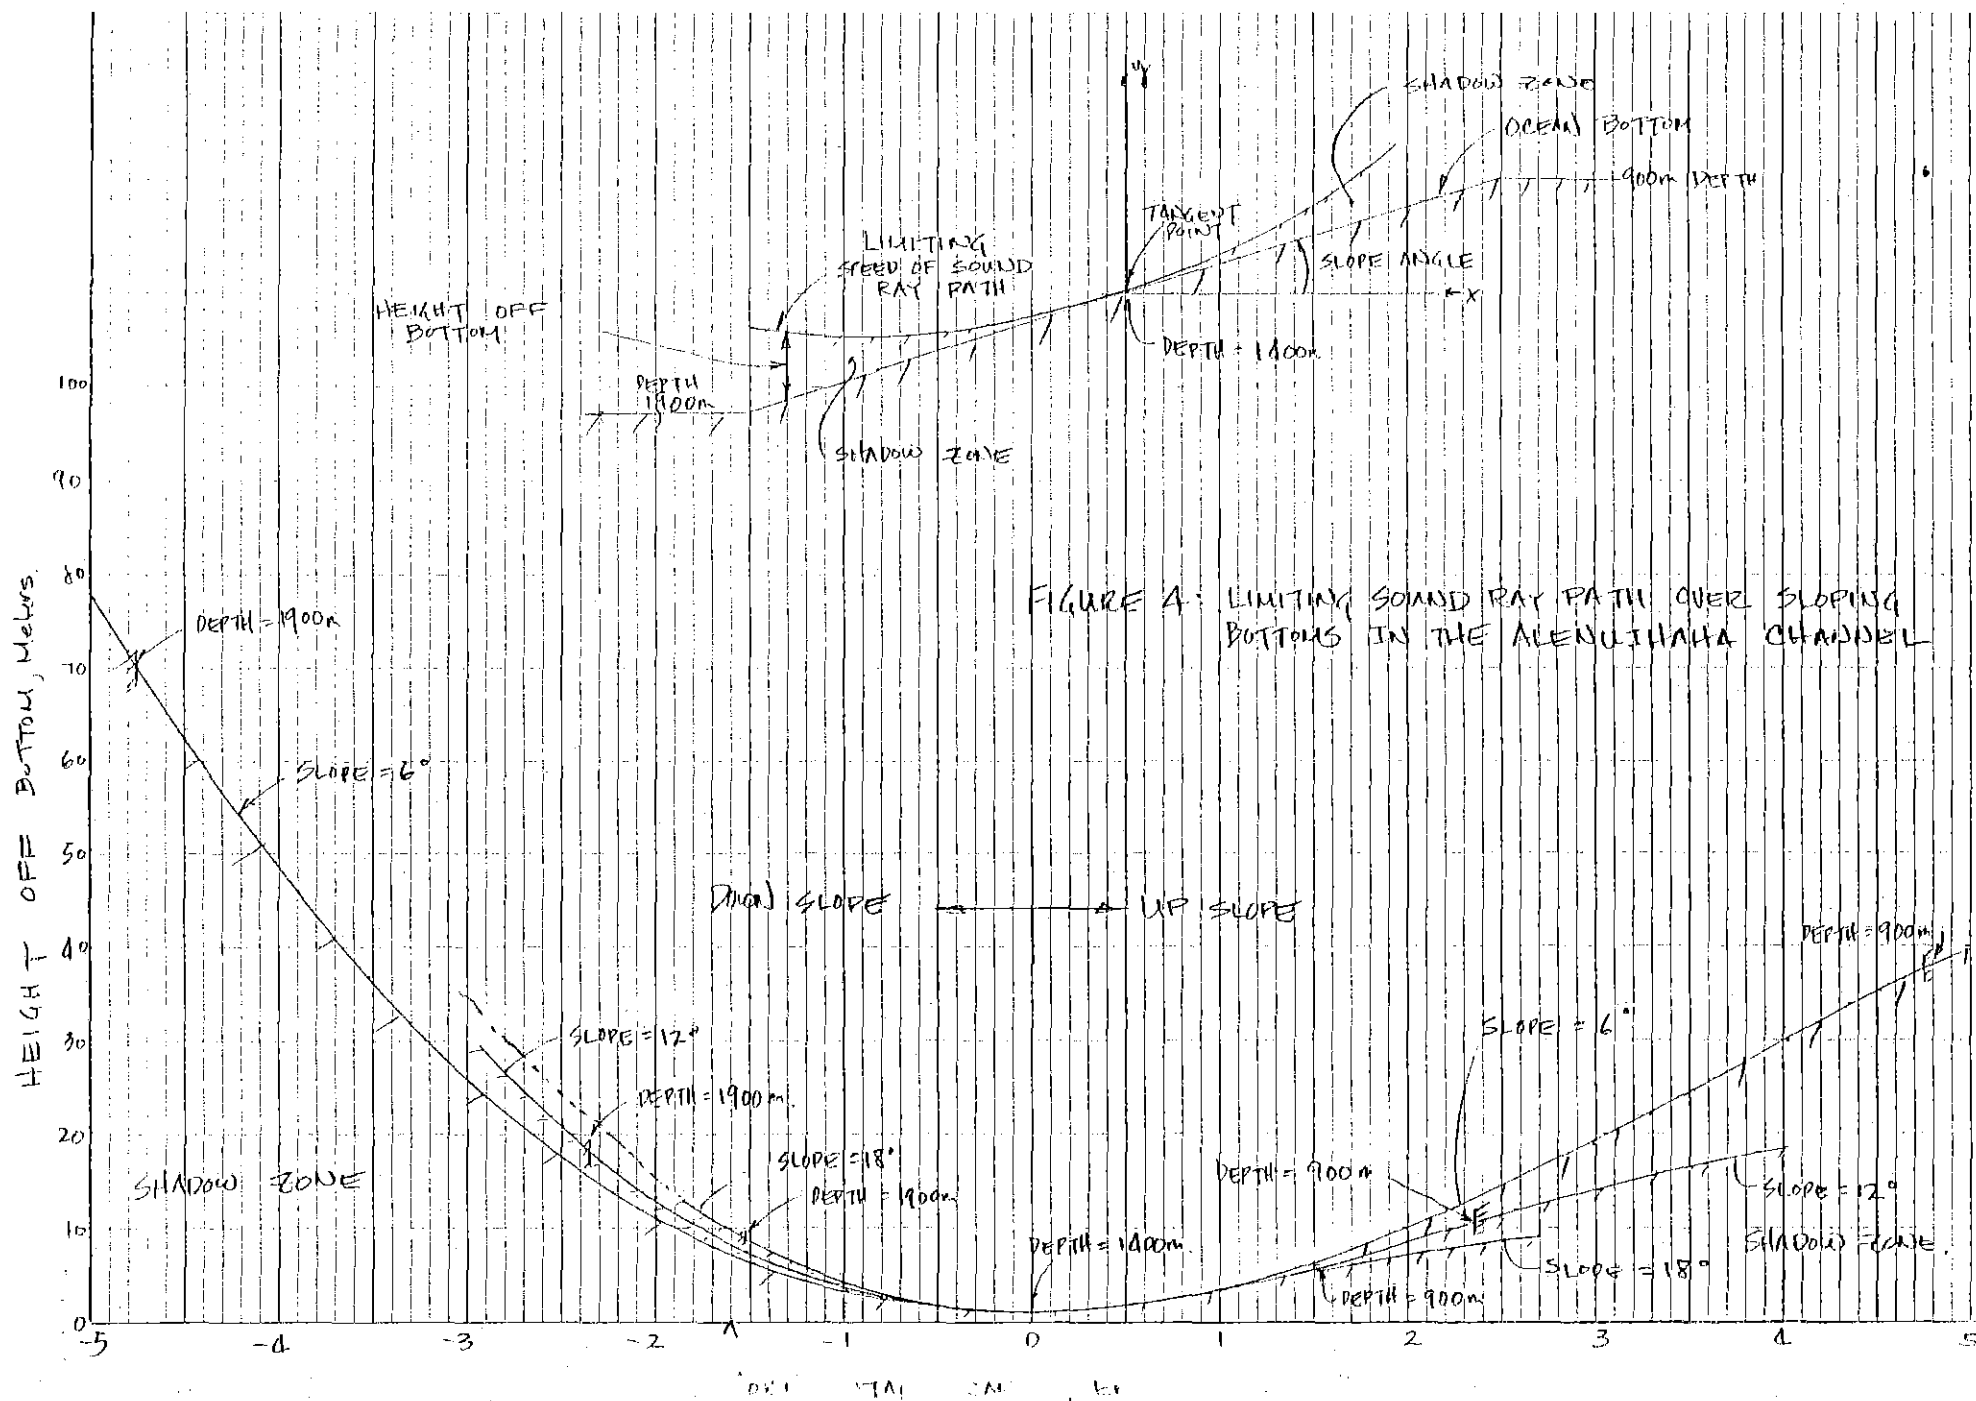 y
SHADOW ZONE
OCEAN BOTTOM
900m DEPTH
TANGENT
POINT
LIMITING
SPEED OF SOUND
RAY PATH
SLOPE ANGLE
x
HEIGHT OFF
BOTTOM
DEPTH = 1400m
DEPTH
1900m
SHADOW ZONE
FIGURE 4: LIMITING SOUND RAY PATH OVER SLOPING
BOTTOMS IN THE ALENUIHAHA CHANNEL
HEIGHT OFF BOTTOM, Meters.
100
90
80
70
60
50
40
30
20
10
0
DEPTH = 1900m
SLOPE = 6°
DOWN SLOPE
UP SLOPE
DEPTH = 900m
SLOPE = 12°
SLOPE = 6°
DEPTH = 1900m.
SLOPE = 18°
DEPTH = 1900m
SHADOW ZONE
DEPTH = 900m
SLOPE = 12°
DEPTH = 1400m.
SHADOW ZONE.
SLOPE = 18°
DEPTH = 900m
-5 -4 -3 -2 -1 0 1 2 3 4 5